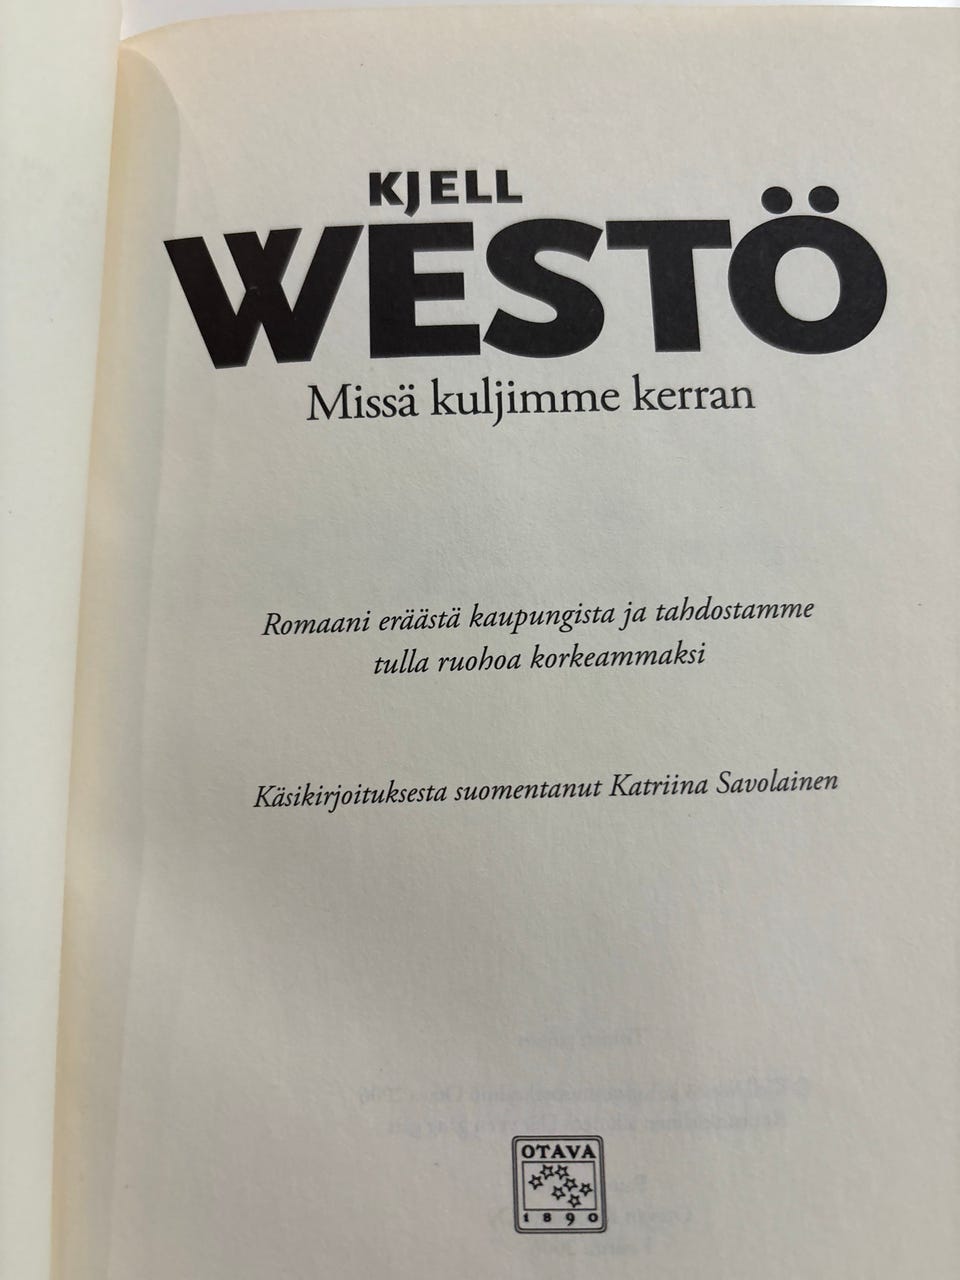 KJELL
WESTÖ
Missä kuljimme kerran
Romaani eräästä kaupungista ja tahdostamme
tulla ruohoa korkeammaksi
Käsikirjoituksesta suomentanut Katriina Savolainen
OTAVA
1890